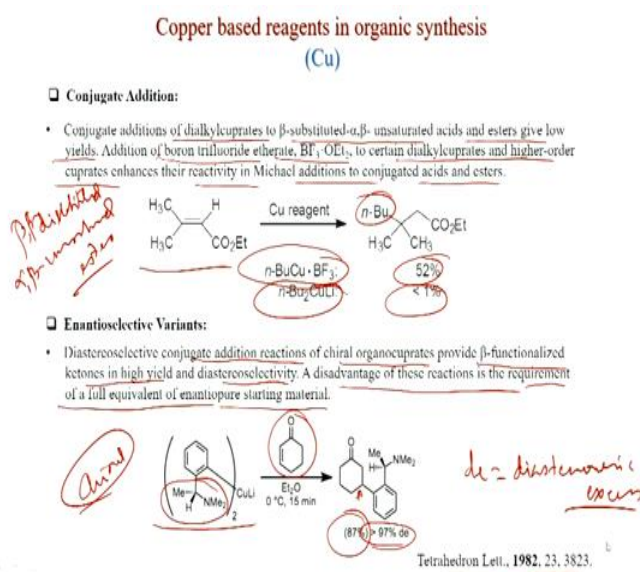 Copper based reagents in organic synthesis
(Cu)
❑ Conjugate Addition:
• Conjugate additions of dialkylcuprates to β-substituted-α,β- unsaturated acids and esters give low
yields. Addition of boron trifluoride etherate, BF₃·OEt₂, to certain dialkylcuprates and higher-order
cuprates enhances their reactivity in Michael additions to conjugated acids and esters.
H₃C H
H₃C CO₂Et
Cu reagent
n-Bu
CO₂Et
H₃C CH₃
n-BuCu·BF₃: 52%
n-Bu₂CuLi: < 1%
esters
❑ Enantioselective Variants:
• Diastereoselective conjugate addition reactions of chiral organocuprates provide β-functionalized
ketones in high yield and diastereoselectivity. A disadvantage of these reactions is the requirement
of a full equivalent of enantiopure starting material.
chiral
Me
H
NMe₂
2
CuLi
O
Et₂O
0 °C, 15 min
O
Me
H
NMe₂
(87%) > 97% de
de = diastereomeric
excess
Tetrahedron Lett., 1982, 23, 3823.